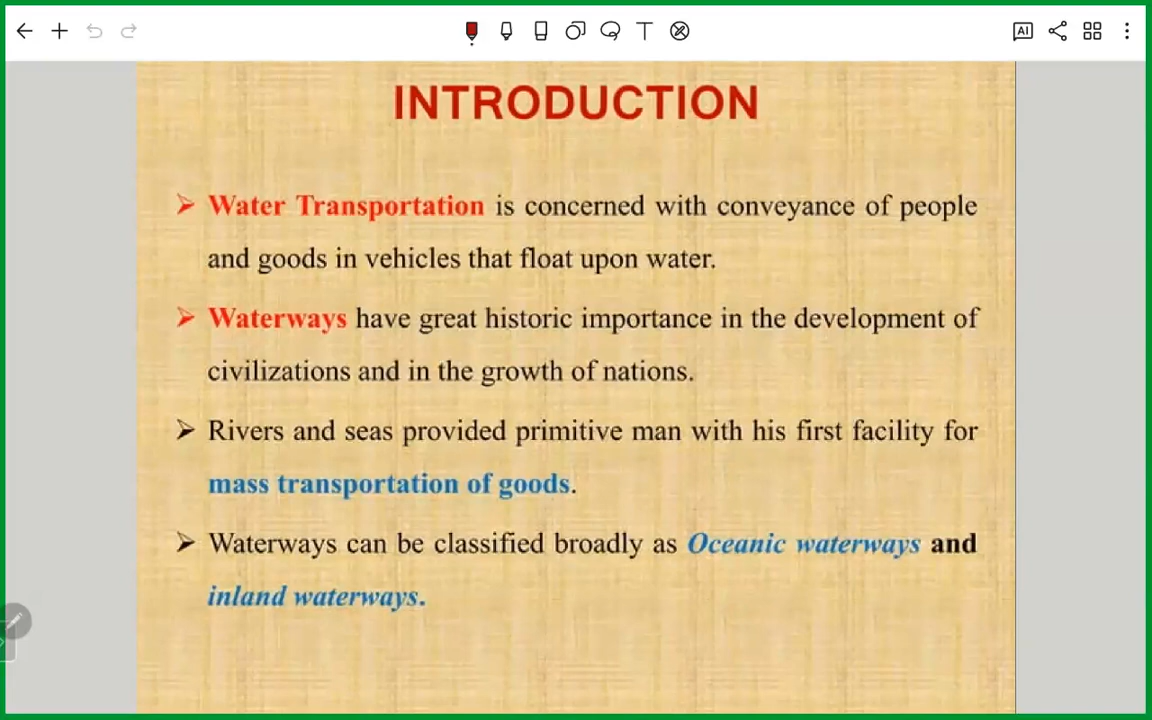 AI
T
INTRODUCTION
➢ Water Transportation is concerned with conveyance of people
and goods in vehicles that float upon water.
➢ Waterways have great historic importance in the development of
civilizations and in the growth of nations.
➢ Rivers and seas provided primitive man with his first facility for
mass transportation of goods.
➢ Waterways can be classified broadly as Oceanic waterways and
inland waterways.